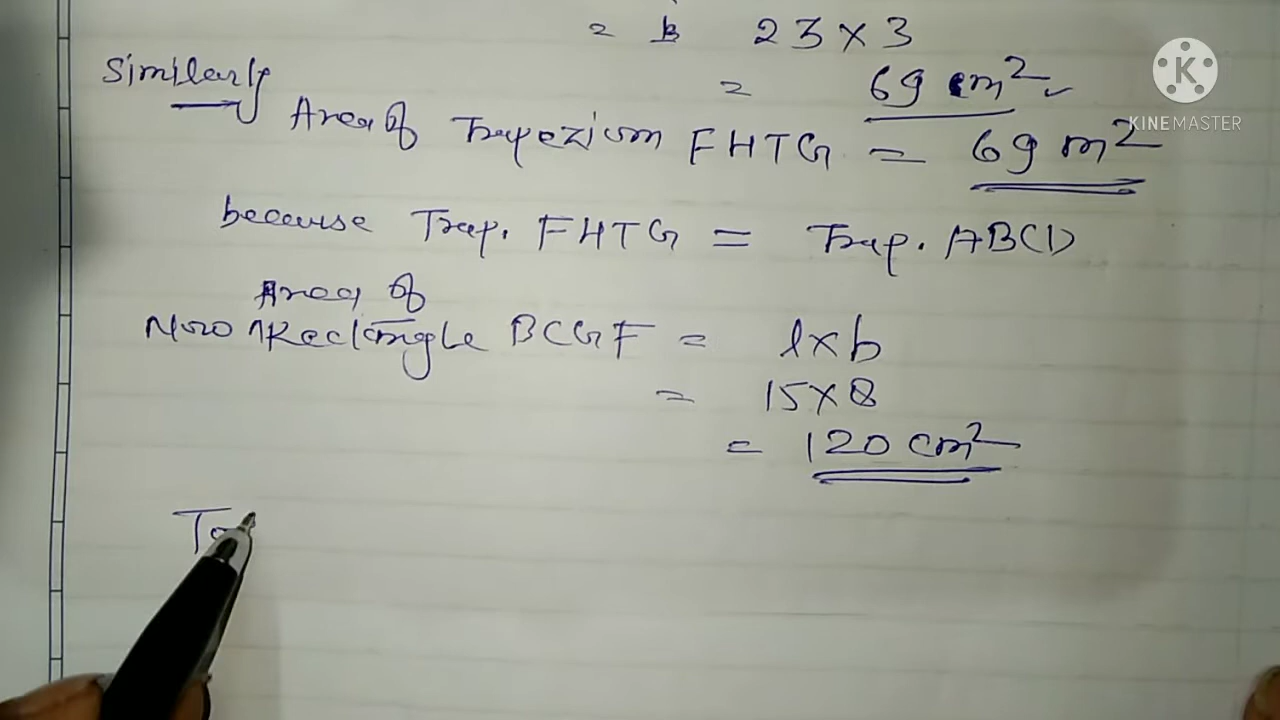 = 23 × 3
= 69 cm²
Similarly
Area of Trapezium FHTG = 69 m²
because Trap. FHTG = Trap. ABCD
Area of
Now ^ Rectangle BCGF = l×b
= 15×8
= 120 cm²
To
KINEMASTER